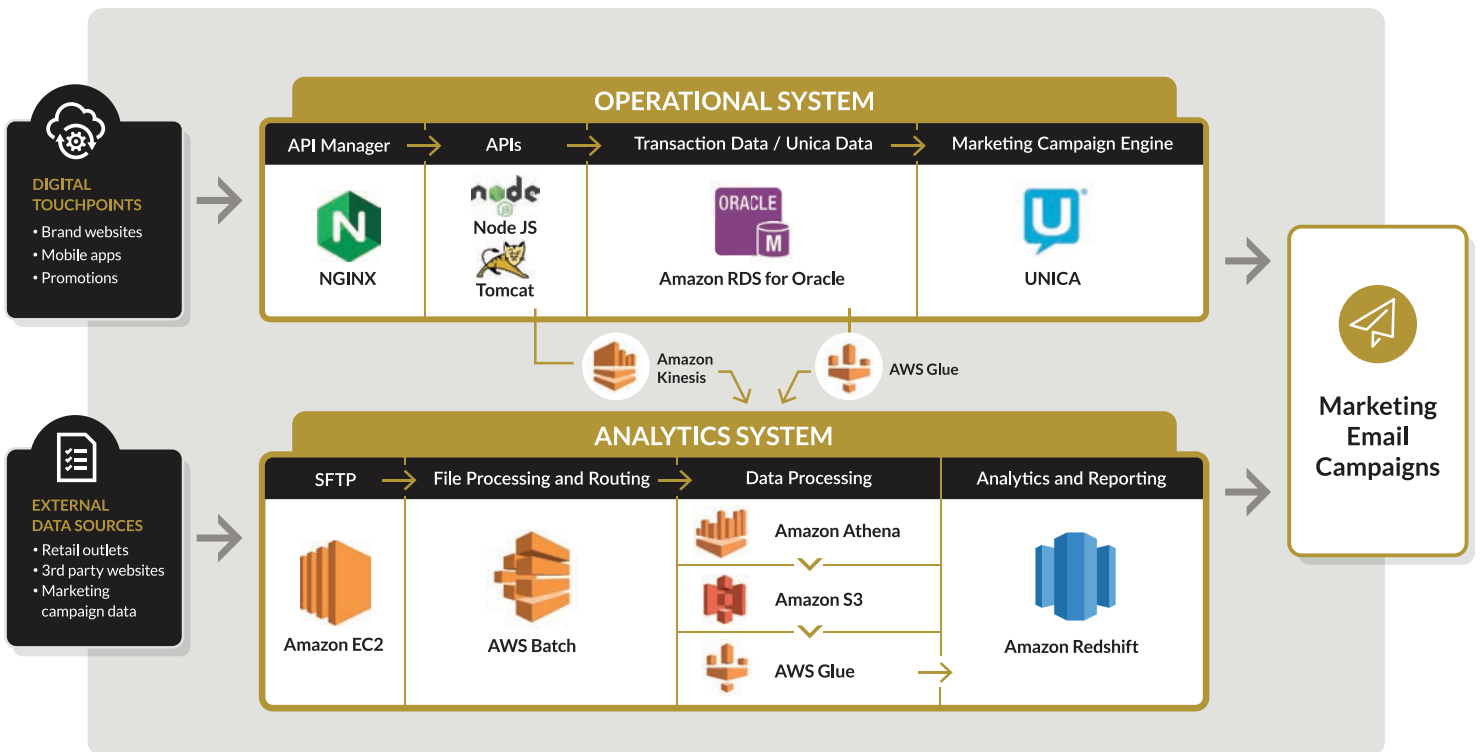 OPERATIONAL SYSTEM
API Manager
APIs
Transaction Data / Unica Data
Marketing Campaign Engine
DIGITAL
TOUCHPOINTS
• Brand websites
• Mobile apps
• Promotions
N
NGINX
node
JS
Node JS
Tomcat
ORACLE
M
Amazon RDS for Oracle
U
UNICA
Amazon
Kinesis
AWS Glue
Marketing
Email
Campaigns
ANALYTICS SYSTEM
SFTP
File Processing and Routing
Data Processing
Analytics and Reporting
EXTERNAL
DATA SOURCES
• Retail outlets
• 3rd party websites
• Marketing
campaign data
Amazon EC2
AWS Batch
Amazon Athena
Amazon S3
AWS Glue
Amazon Redshift